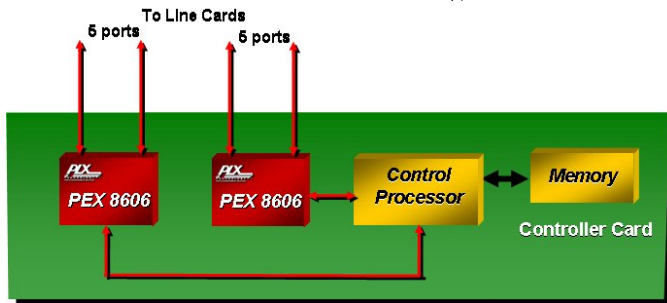 To Line Cards
5 ports
5 ports
PLX
PEX 8606
PLX
PEX 8606
Control
Processor
Memory
Controller Card